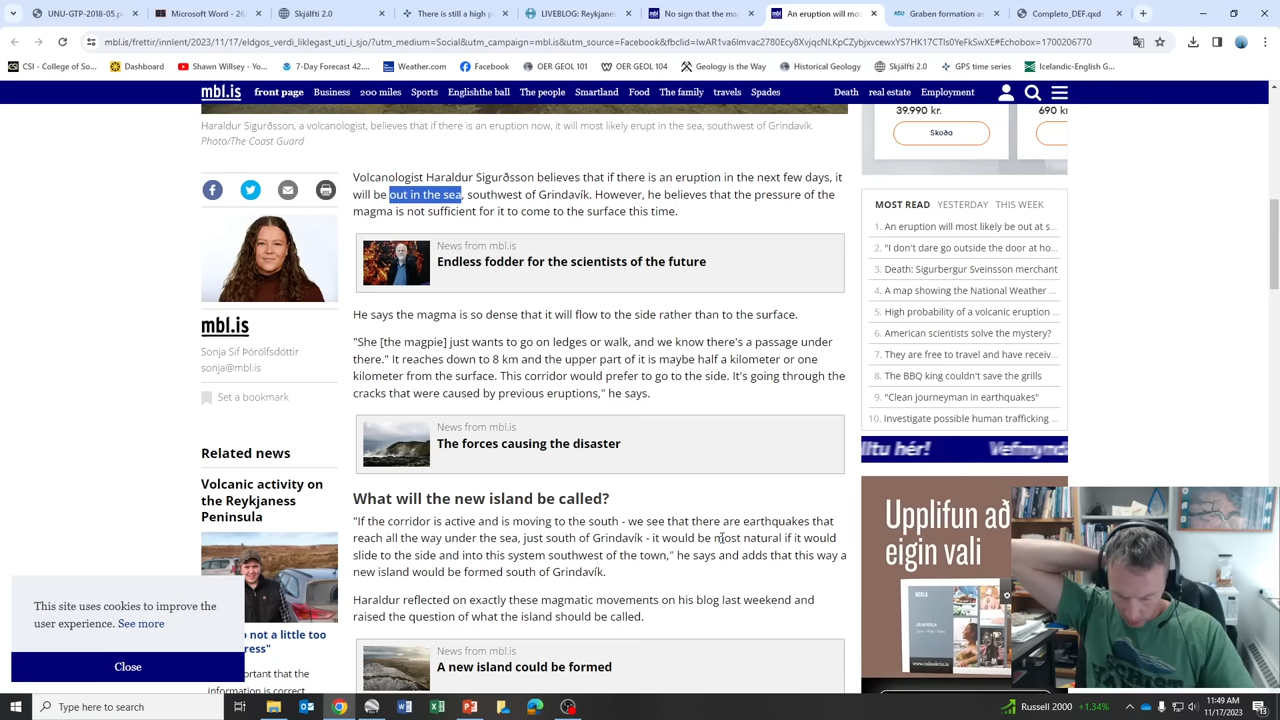 UNU-GTP-2018-05.
Microsoft Word - 26
Skjálfti 2.0
LIVEBLOG: Reykjanes
No sign that the mag
An eruption will mos
Gudmundsson
Completo_DEF.qxd
mbl.is/frettir/innlent/2023/11/17/eldgos_verdi_liklegast_uti_i_sjo/?utm_medium=Social&utm_campaign=mbl.is&utm_source=Facebook&fbclid=
CSI - College of So...
Dashboard
Shawn Willsey - Yo...
7-Day Forecast 42....
Weather.com
Facebook
OER GEOL 101
OER GEOL 104
Geology is the Way
Historical Geology
Skjálfti 2.0
GPS time series
Icelandic-English G...
mbl.is front page Business 200 miles Sports Englishthe ball The people Smartland Food The family travels Spades Death real estate Employment
39.990 kr.
690 kr
Skoða
Haraldur Sigurðsson, a volcanologist, believes that if there is an eruption now, it will most likely erupt in the sea, southwest of Grindavík.
Photo/The Coast Guard
Volcanologist Haraldur Sigurðsson believes that if there is an eruption in the next few days, it
will be out in the sea, southwest of Grindavík. However, he believes that the pressure of the
magma is not sufficient for it to come to the surface this time.
News from mbl.is
Endless fodder for the scientists of the future
He says the magma is so dense that it will flow to the side rather than to the surface.
"She [the magpie] just wants to go on ledges or walk, and we know there's a passage under
there." It reaches down to 8 km and the upper part of it is maybe half a kilometer or one
kilometer from the surface. This corridor would prefer to go to the side. It's going through the
cracks that were caused by previous eruptions," he says.
News from mbl.is
The forces causing the disaster
What will the new island be called?
"If the corridor is active and is moving to the south - we see that there are earthquakes that
reach all the way under the sea, just south of Grindavík - it would be most natural if it would
slide to the side and into this system southwest of the town," he says and adds that this way a
new island would be formed south of Grindavík.
Haraldur reflected on exactly these magmatic movements on his blog last weekend and
raised the question of what the island should be called.
News from mbl.is
A new island could be formed
mbl.is
Sonja Sif Þórólfsdóttir
sonja@mbl.is
Set a bookmark
Related news
Volcanic activity on
the Reykjaness
Peninsula
not a little too
ress"
ortant that the
information is correct
This site uses cookies to improve the
user experience. See more
Close
MOST READ YESTERDAY THIS WEEK
1. An eruption will most likely be out at s...
2. "I don't dare go outside the door at ho...
3. Death: Sigurbergur Sveinsson merchant
4. A map showing the National Weather ...
5. High probability of a volcanic eruption ...
6. American scientists solve the mystery?
7. They are free to travel and have receiv...
8. The BBQ king couldn't save the grills
9. "Clean journeyman in earthquakes"
10. Investigate possible human trafficking ...
ltu hér!
Upplifun að
eigin vali
Type here to search
Russell 2000 +1.34%
11:49 AM
11/17/2023